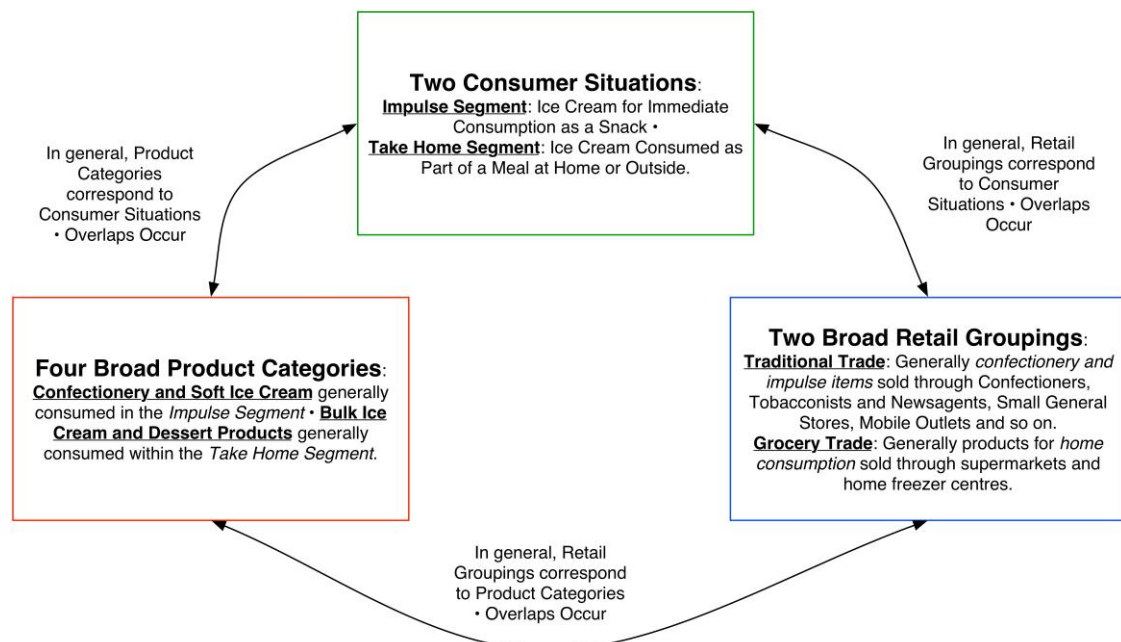 Two Consumer Situations:
Impulse Segment: Ice Cream for Immediate
Consumption as a Snack •
Take Home Segment: Ice Cream Consumed as
Part of a Meal at Home or Outside.
In general, Product
Categories
correspond to
Consumer Situations
• Overlaps Occur
In general, Retail
Groupings correspond
to Consumer
Situations • Overlaps
Occur
Four Broad Product Categories:
Confectionery and Soft Ice Cream generally
consumed in the Impulse Segment • Bulk Ice
Cream and Dessert Products generally
consumed within the Take Home Segment.
Two Broad Retail Groupings:
Traditional Trade: Generally confectionery and
impulse items sold through Confectioners,
Tobacconists and Newsagents, Small General
Stores, Mobile Outlets and so on.
Grocery Trade: Generally products for home
consumption sold through supermarkets and
home freezer centres.
In general, Retail
Groupings correspond
to Product Categories
• Overlaps Occur